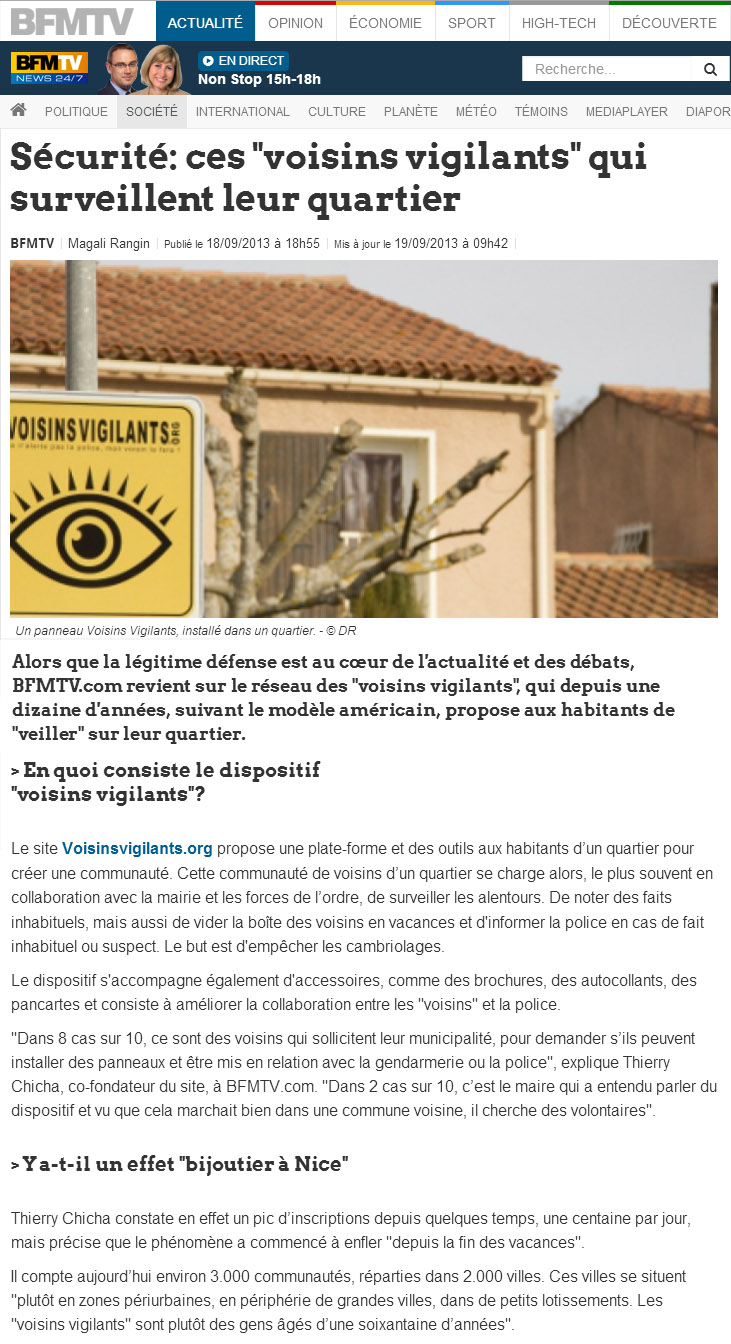 BFMTV
ACTUALITÉ OPINION ÉCONOMIE SPORT HIGH-TECH DÉCOUVERTE
BFMTV
NEWS 24/7
EN DIRECT
Non Stop 15h-18h
Recherche...
POLITIQUE SOCIÉTÉ INTERNATIONAL CULTURE PLANÈTE MÉTÉO TÉMOINS MEDIAPLAYER DIAPOR
Sécurité: ces "voisins vigilants" qui
surveillent leur quartier
BFMTV Magali Rangin Publié le 18/09/2013 à 18h55 Mis à jour le 19/09/2013 à 09h42
VOISINSVIGILANTS.ORG
Un panneau Voisins Vigilants, installé dans un quartier. - © DR
Alors que la légitime défense est au cœur de l'actualité et des débats,
BFMTV.com revient sur le réseau des "voisins vigilants", qui depuis une
dizaine d'années, suivant le modèle américain, propose aux habitants de
"veiller" sur leur quartier.
> En quoi consiste le dispositif
"voisins vigilants"?
Le site Voisinsvigilants.org propose une plate-forme et des outils aux habitants d’un quartier pour
créer une communauté. Cette communauté de voisins d’un quartier se charge alors, le plus souvent en
collaboration avec la mairie et les forces de l’ordre, de surveiller les alentours. De noter des faits
inhabituels, mais aussi de vider la boîte des voisins en vacances et d'informer la police en cas de fait
inhabituel ou suspect. Le but est d'empêcher les cambriolages.
Le dispositif s'accompagne également d'accessoires, comme des brochures, des autocollants, des
pancartes et consiste à améliorer la collaboration entre les "voisins" et la police.
"Dans 8 cas sur 10, ce sont des voisins qui sollicitent leur municipalité, pour demander s’ils peuvent
installer des panneaux et être mis en relation avec la gendarmerie ou la police", explique Thierry
Chicha, co-fondateur du site, à BFMTV.com. "Dans 2 cas sur 10, c’est le maire qui a entendu parler du
dispositif et vu que cela marchait bien dans une commune voisine, il cherche des volontaires".
> Y a-t-il un effet "bijoutier à Nice"
Thierry Chicha constate en effet un pic d’inscriptions depuis quelques temps, une centaine par jour,
mais précise que le phénomène a commencé à enfler "depuis la fin des vacances".
Il compte aujourd’hui environ 3.000 communautés, réparties dans 2.000 villes. Ces villes se situent
"plutôt en zones périurbaines, en périphérie de grandes villes, dans de petits lotissements. Les
"voisins vigilants" sont plutôt des gens âgés d’une soixantaine d’années".